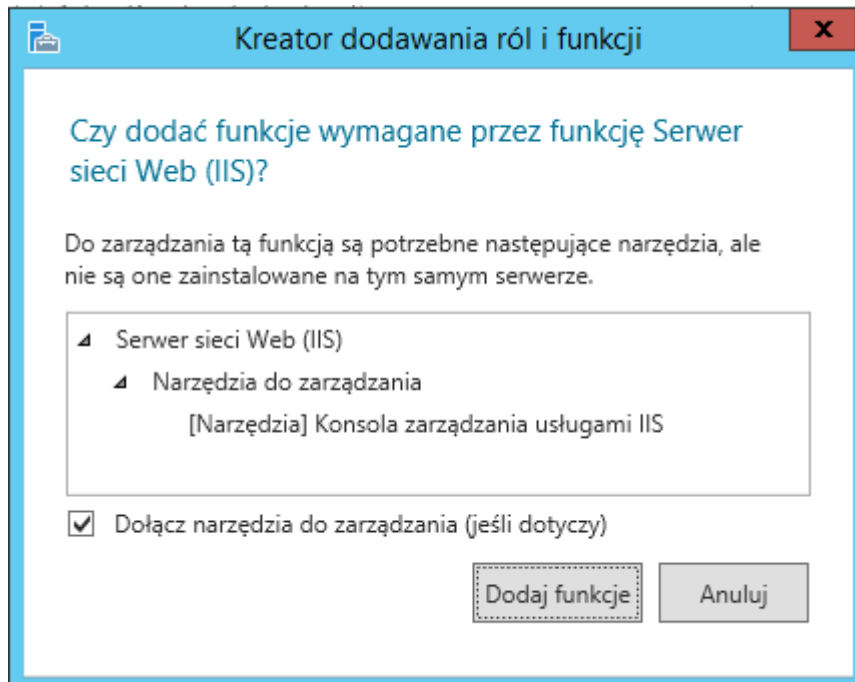 Kreator dodawania ról i funkcji
x
Czy dodać funkcje wymagane przez funkcję Serwer
sieci Web (IIS)?
Do zarządzania tą funkcją są potrzebne następujące narzędzia, ale
nie są one zainstalowane na tym samym serwerze.
Serwer sieci Web (IIS)
Narzędzia do zarządzania
[Narzędzia] Konsola zarządzania usługami IIS
Dołącz narzędzia do zarządzania (jeśli dotyczy)
Dodaj funkcje Anuluj